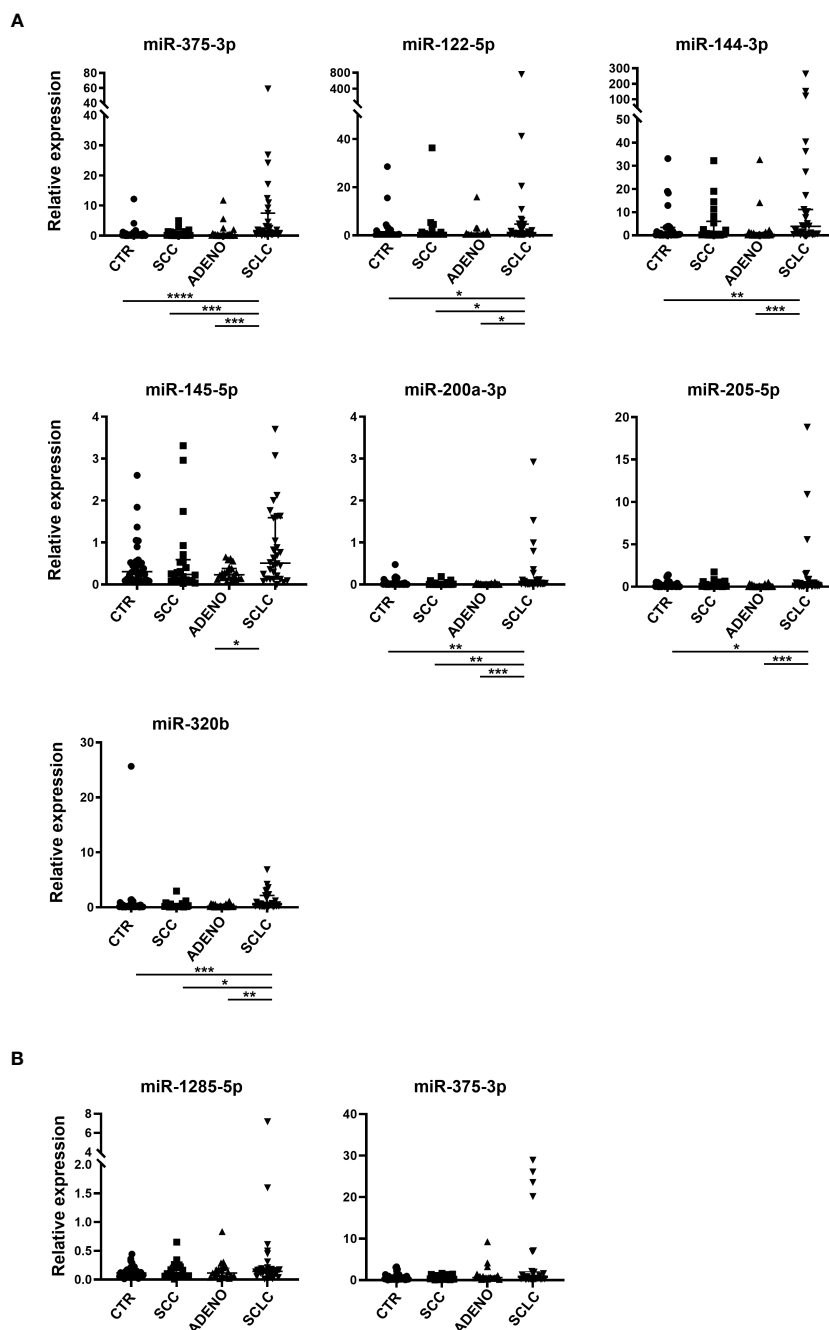 A
miR-375-3p
miR-122-5p
miR-144-3p
Relative expression
80
60
40
40
30
20
10
0
800
400
40
20
0
300
200
100
50
40
30
20
10
0
CTR
SCC
ADENO
SCLC
CTR
SCC
ADENO
SCLC
CTR
SCC
ADENO
SCLC
****
***
***
*
*
*
**
***
miR-145-5p
miR-200a-3p
miR-205-5p
Relative expression
4
3
2
1
0
4
3
2
1
0
20
15
10
5
0
CTR
SCC
ADENO
SCLC
CTR
SCC
ADENO
SCLC
CTR
SCC
ADENO
SCLC
*
**
**
***
*
***
miR-320b
Relative expression
30
20
10
0
CTR
SCC
ADENO
SCLC
***
*
**
B
miR-1285-5p
miR-375-3p
Relative expression
8
6
4
2.0
1.5
1.0
0.5
0.0
40
30
20
10
0
CTR
SCC
ADENO
SCLC
CTR
SCC
ADENO
SCLC